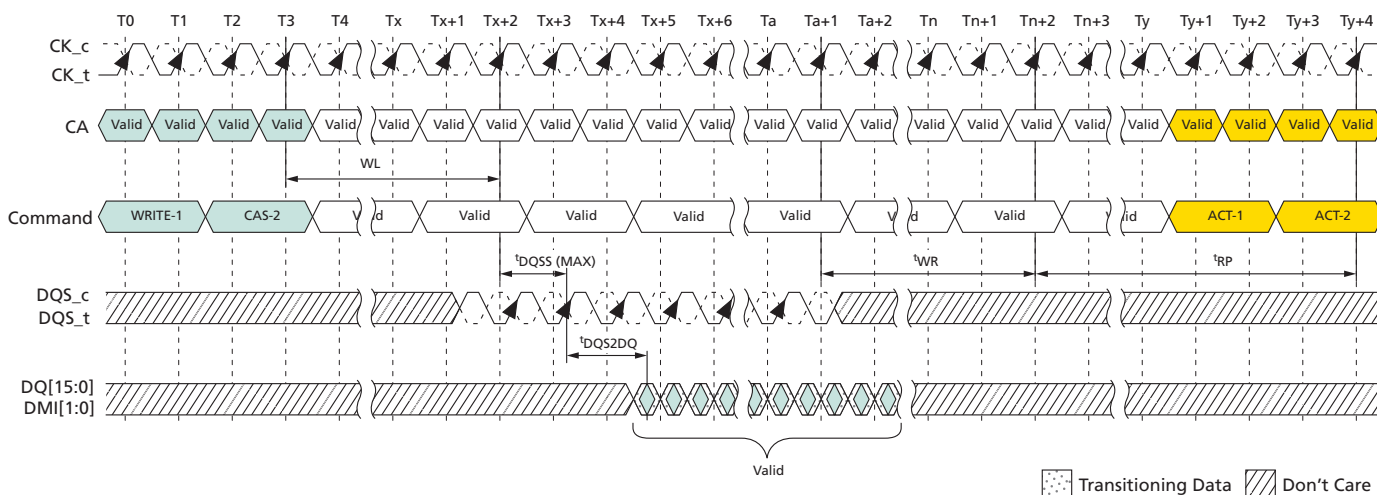 T0 T1 T2 T3 T4 Tx Tx+1 Tx+2 Tx+3 Tx+4 Tx+5 Tx+6 Ta Ta+1 Ta+2 Tn Tn+1 Tn+2 Tn+3 Ty Ty+1 Ty+2 Ty+3 Ty+4
CK_c
CK_t
CA Valid Valid Valid Valid Valid Valid Valid Valid Valid Valid Valid Valid Valid Valid Valid Valid Valid Valid Valid Valid Valid Valid Valid Valid
WL
Command WRITE-1 CAS-2 Valid Valid Valid Valid Valid Valid Valid Valid ACT-1 ACT-2
tDQSS (MAX) tWR tRP
DQS_c
DQS_t
tDQS2DQ
DQ[15:0]
DMI[1:0]
Valid
Transitioning Data Don't Care